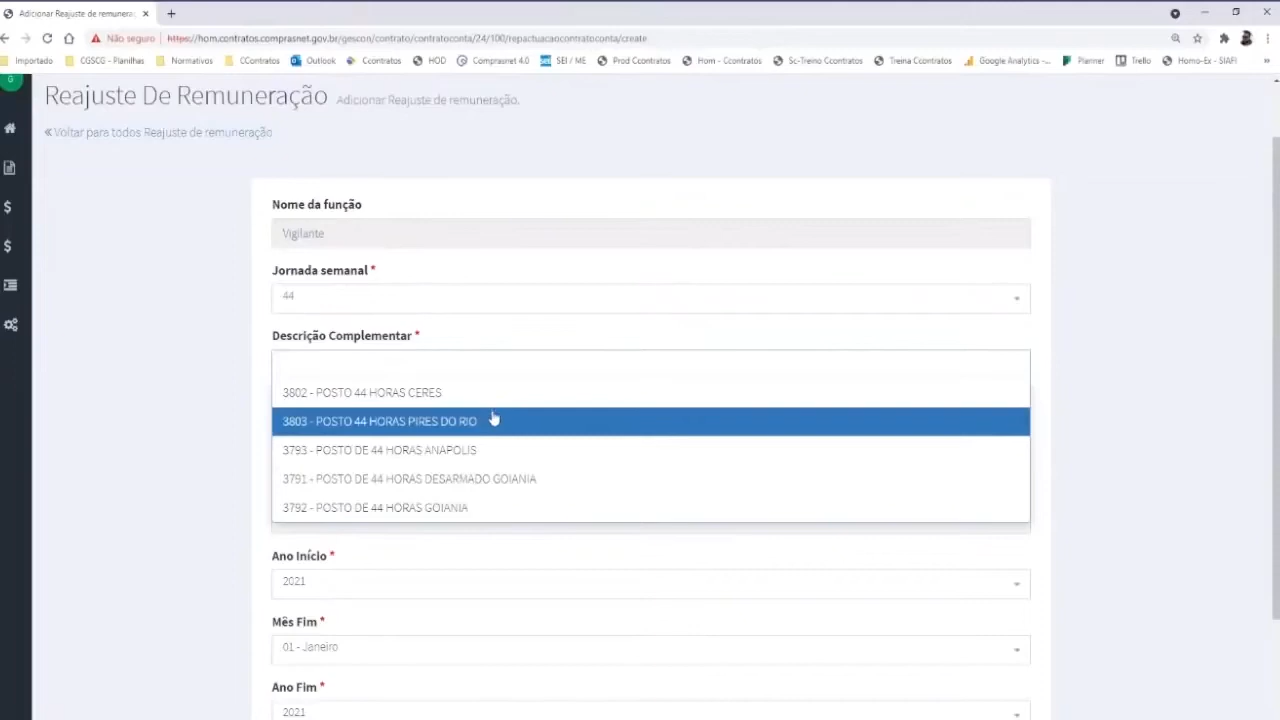 Adicionar Reajuste de remuneraç
Não seguro
https://hom.contratos.comprasnet.gov.br/gescon/contrato/contratoconta/24/100/repactuacaocontratoconta/create
Importado
CGSCG - Planilhas
Normativos
CContratos
Outlook
Ccontratos
HOD
Comprasnet 4.0
SEI / ME
Prod Ccontratos
Hom - Ccontratos
Sc-Treino Ccontratos
Treina Ccontratos
Google Analytics -...
Planner
Trello
Homo-Ex - SIAFI
»
Reajuste De Remuneração Adicionar Reajuste de remuneração.
« Voltar para todos Reajuste de remuneração
Nome da função
Vigilante
Jornada semanal *
44
Descrição Complementar *
3802 - POSTO 44 HORAS CERES
3803 - POSTO 44 HORAS PIRES DO RIO
3793 - POSTO DE 44 HORAS ANAPOLIS
3791 - POSTO DE 44 HORAS DESARMADO GOIANIA
3792 - POSTO DE 44 HORAS GOIANIA
Ano Início *
2021
Mês Fim *
01 - Janeiro
Ano Fim *
2021